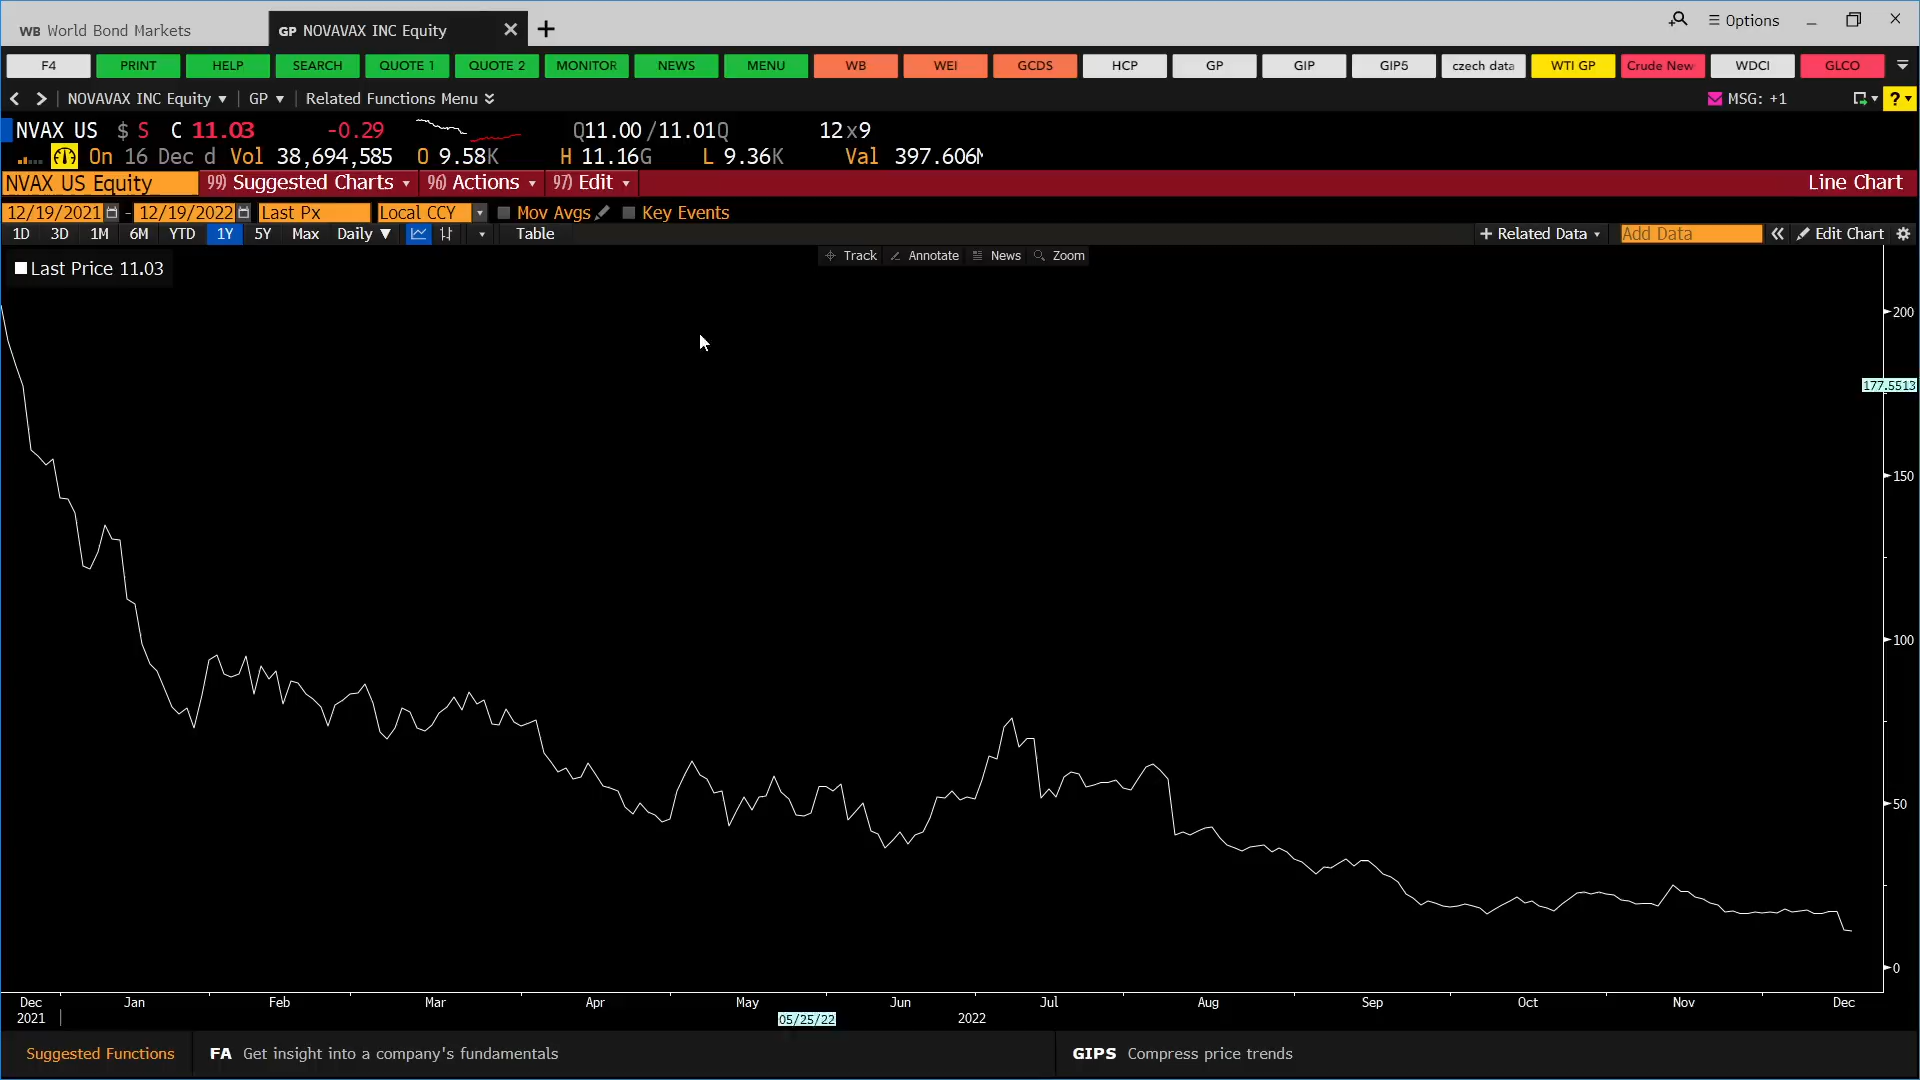 WB World Bond Markets
GP NOVAVAX INC Equity
Options
F4 PRINT HELP SEARCH QUOTE 1 QUOTE 2 MONITOR NEWS MENU WB WEI GCDS HCP GP GIP GIP5 czech data WTI GP Crude New WDCI GLCO
NOVAVAX INC Equity GP Related Functions Menu MSG: +1 ?
NVAX US $ S C 11.03 -0.29 Q11.00/11.01Q 12x9
On 16 Dec d Vol 38,694,585 O 9.58K H 11.16G L 9.36K Val 397.606M
NVAX US Equity 99) Suggested Charts 96) Actions 97) Edit Line Chart
12/19/2021 - 12/19/2022 Last Px Local CCY Mov Avgs Key Events
1D 3D 1M 6M YTD 1Y 5Y Max Daily Table + Related Data Add Data Edit Chart
Track Annotate News Zoom
Last Price 11.03
200
177.5513
150
100
50
0
Dec Jan Feb Mar Apr May Jun Jul Aug Sep Oct Nov Dec
2021 05/25/22 2022
Suggested Functions FA Get insight into a company's fundamentals GIPS Compress price trends